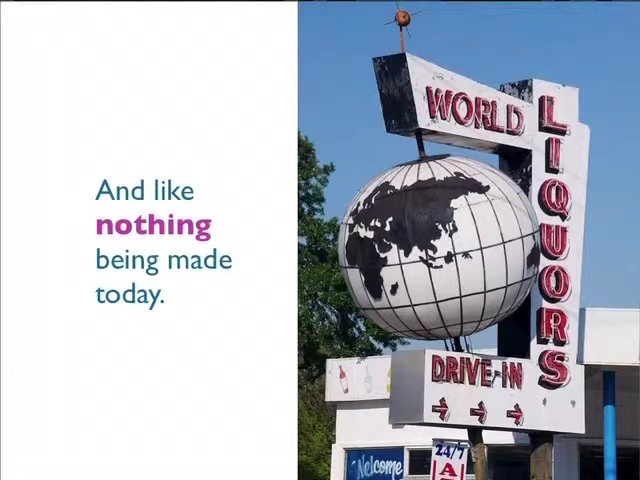 And like
nothing
being made
today.
WORLD
LIQUORS
DRIVE-IN
Welcome
24/7
A